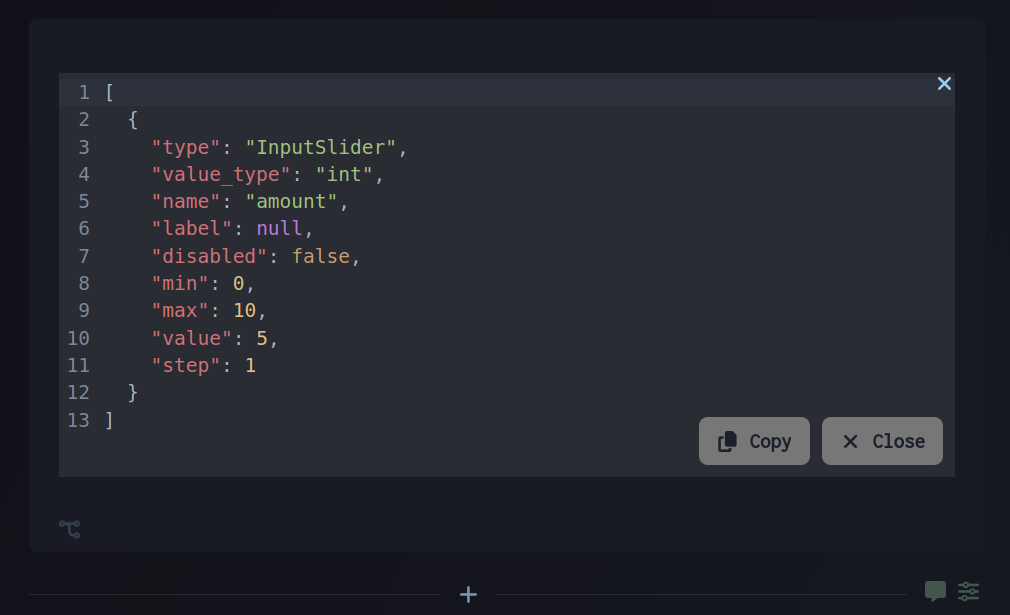 1 [
2   {
3     "type": "InputSlider",
4     "value_type": "int",
5     "name": "amount",
6     "label": null,
7     "disabled": false,
8     "min": 0,
9     "max": 10,
10     "value": 5,
11     "step": 1
12   }
13 ]
Copy
Close